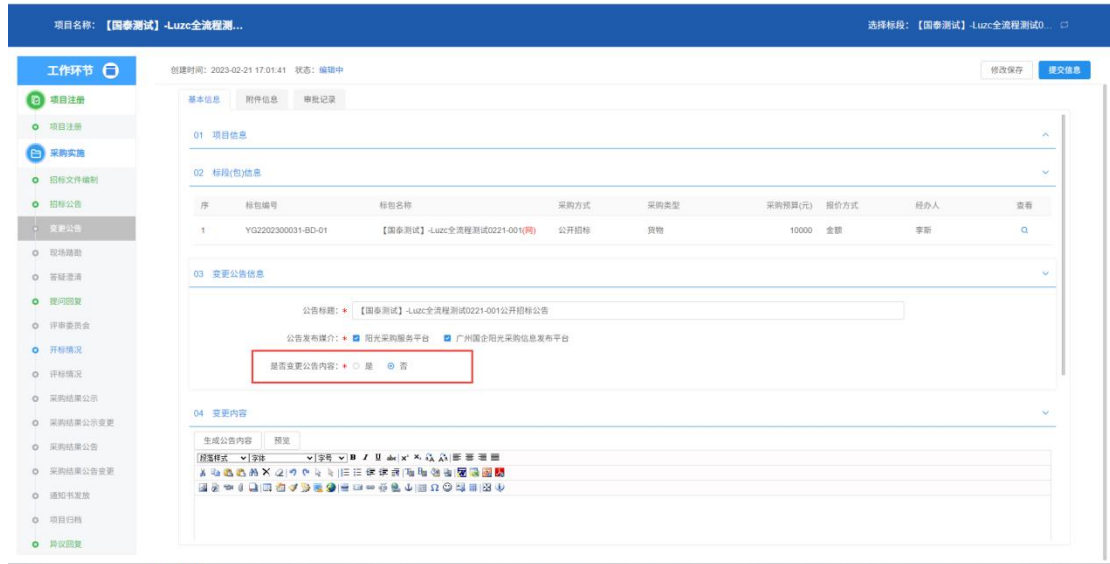 项目名称：【国泰测试】-Luzc全流程测... 选择标段：【国泰测试】-Luzc全流程测试0...
工作环节
项目注册
项目注册
采购实施
招标文件编制
招标公告
变更公告
现场踏勘
答疑澄清
提问回复
评审委员会
开标情况
评标情况
采购结果公示
采购结果公示变更
采购结果公告
采购结果公告变更
通知书发放
项目归档
异议回复
创建时间：2023-02-21 17:01:41 状态：编辑中 修改保存 提交信息
基本信息 附件信息 审批记录
01 项目信息
02 标段(包)信息
序 标包编号 标包名称 采购方式 采购类型 采购预算(元) 报价方式 经办人 查看
1 YG2202300031-BD-01 【国泰测试】-Luzc全流程测试0221-001(网) 公开招标 货物 10000 金额 李新
03 变更公告信息
公告标题：* 【国泰测试】-Luzc全流程测试0221-001公开招标公告
公告发布媒介：* 阳光采购服务平台 广州国企阳光采购信息发布平台
是否变更公告内容：* 是 否
04 变更内容
生成公告内容 预览
段落样式 字体 字号 B I U abc x² X₂